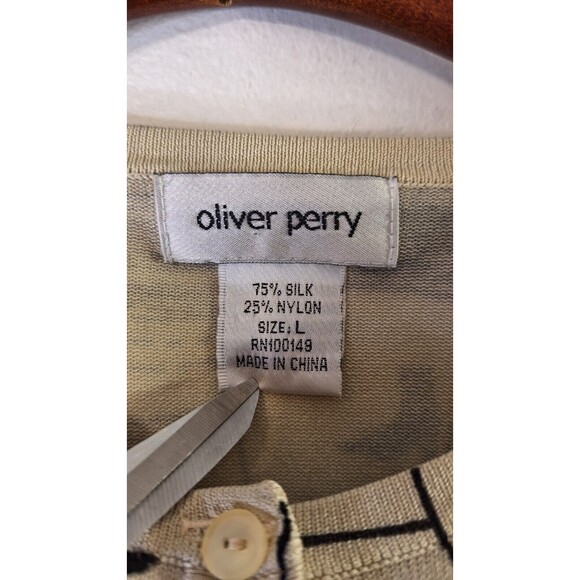 oliver perry
75% SILK
25% NYLON
SIZE: L
RN100149
MADE IN CHINA